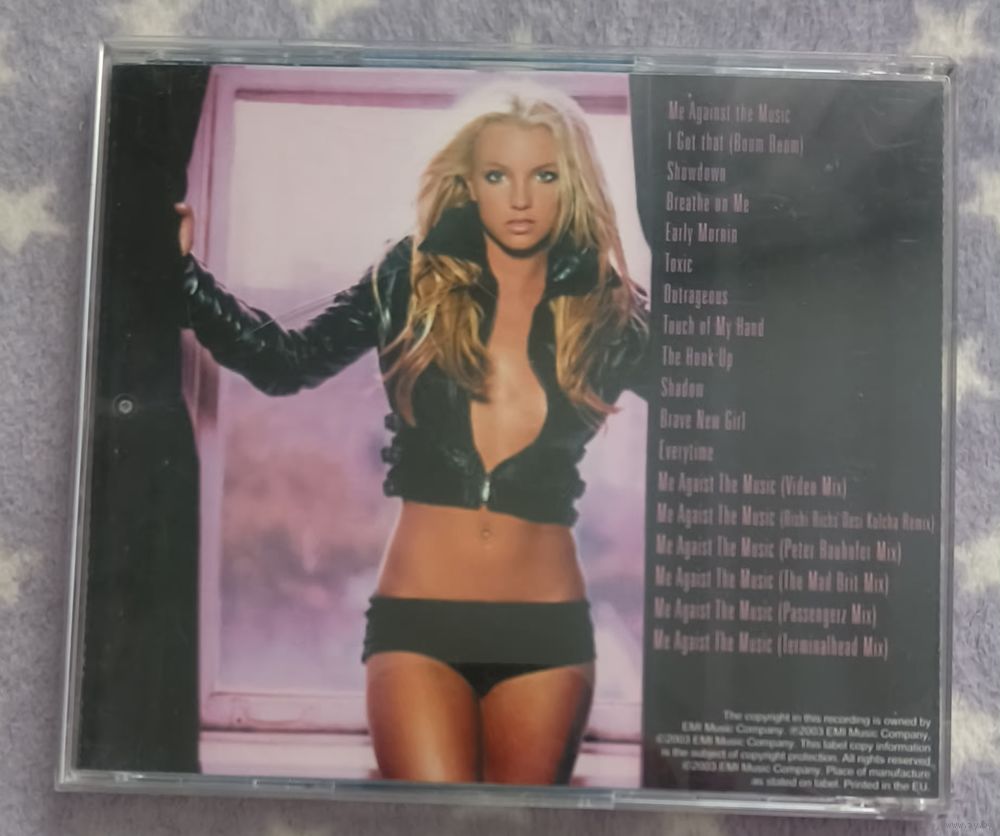 Me Against the Music
I Got that (Boom Boom)
Showdown
Breathe on Me
Early Mornin
Toxic
Outrageous
Touch of My Hand
The Hook Up
Shadow
Brave New Girl
Everytime
Me Agaist The Music (Video Mix)
Me Agaist The Music (Rishi Richs' Desi Kulcha Remix)
Me Agaist The Music (Peter Rauhofer Mix)
Me Agaist The Music (The Mad Brit Mix)
Me Agaist The Music (Passengerz Mix)
Me Agaist The Music (Terminalhead Mix)
The copyright in this recording is owned by
EMI Music Company. ℗2003 EMI Music Company.
©2003 EMI Music Company. This label copy information
is the subject of copyright protection. All rights reserved.
©2003 EMI Music Company. Place of manufacture
as stated on label. Printed in the EU.